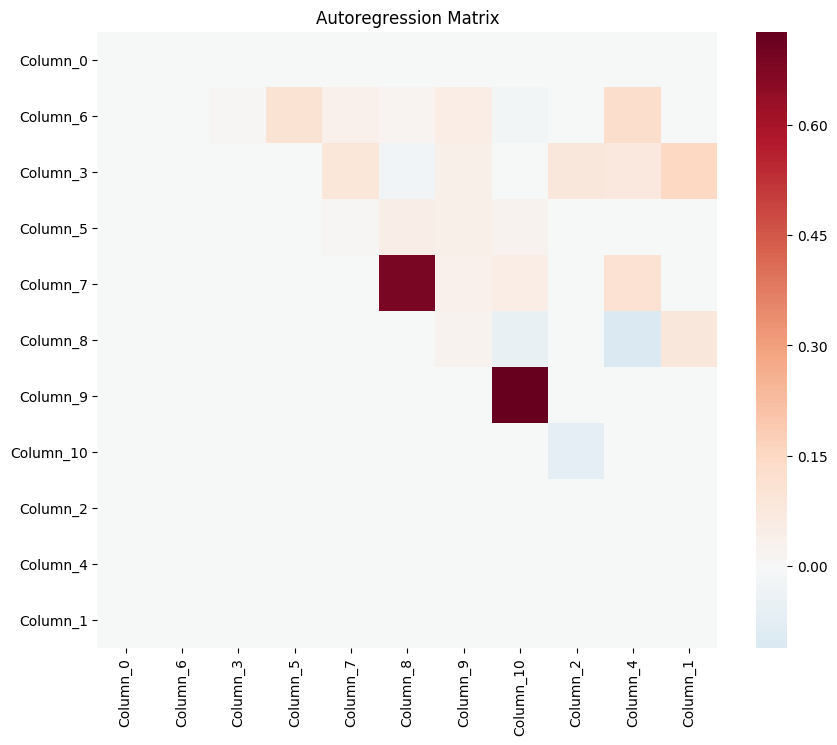 Autoregression Matrix
Column_0
Column_6
Column_3
Column_5
Column_7
Column_8
Column_9
Column_10
Column_2
Column_4
Column_1
Column_0
Column_6
Column_3
Column_5
Column_7
Column_8
Column_9
Column_10
Column_2
Column_4
Column_1
0.60
0.45
0.30
0.15
0.00